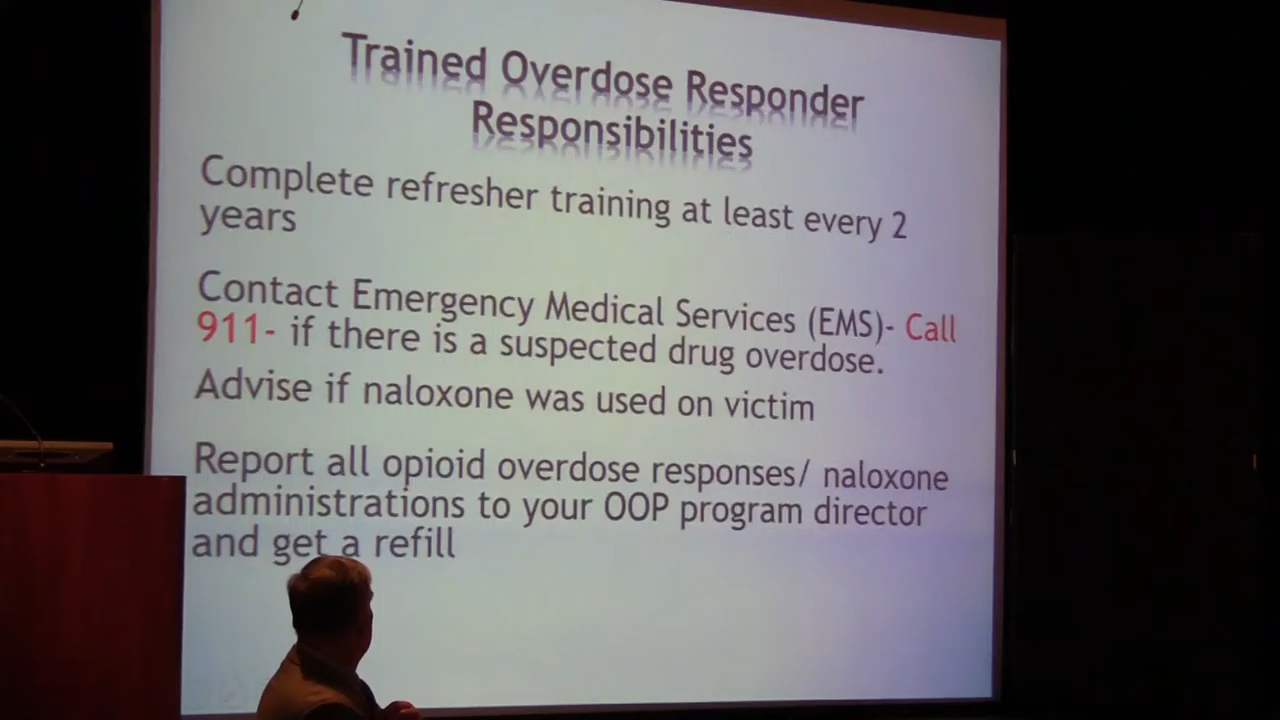 Trained Overdose Responder
Responsibilities
Complete refresher training at least every 2
years
Contact Emergency Medical Services (EMS)- Call
911- if there is a suspected drug overdose.
Advise if naloxone was used on victim
Report all opioid overdose responses/ naloxone
administrations to your OOP program director
and get a refill